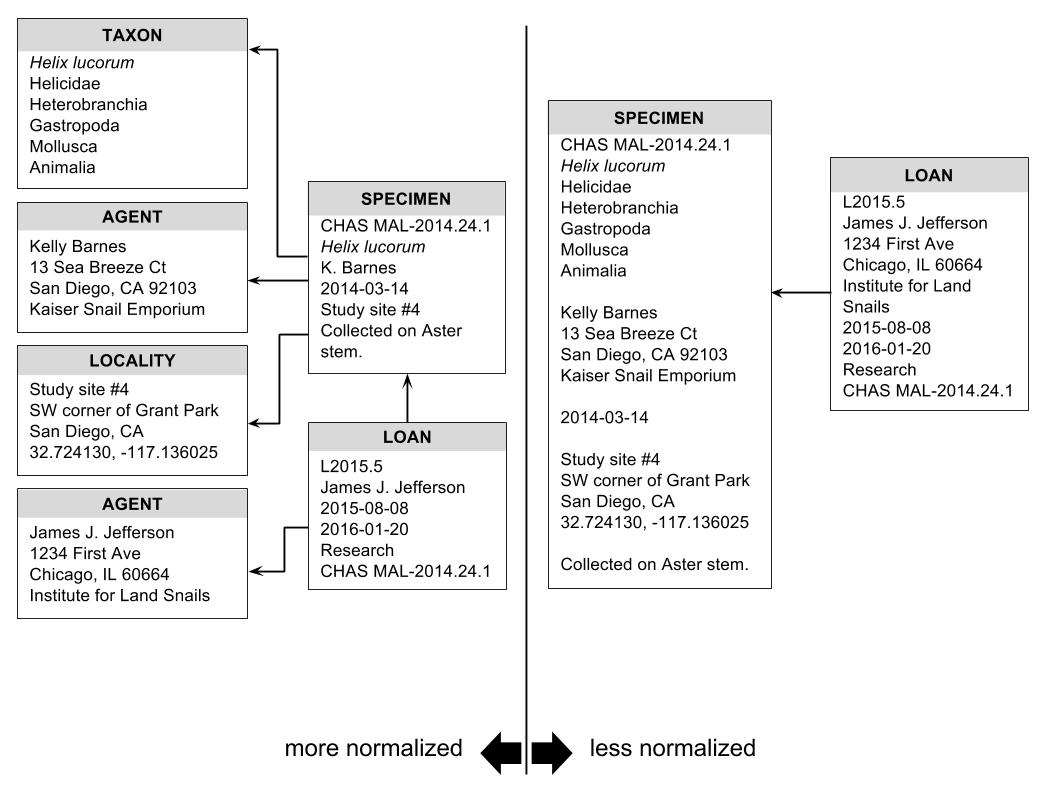 TAXON
Helix lucorum
Helicidae
Heterobranchia
Gastropoda
Mollusca
Animalia
AGENT
Kelly Barnes
13 Sea Breeze Ct
San Diego, CA 92103
Kaiser Snail Emporium
LOCALITY
Study site #4
SW corner of Grant Park
San Diego, CA
32.724130, -117.136025
AGENT
James J. Jefferson
1234 First Ave
Chicago, IL 60664
Institute for Land Snails
SPECIMEN
CHAS MAL-2014.24.1
Helix lucorum
K. Barnes
2014-03-14
Study site #4
Collected on Aster
stem.
LOAN
L2015.5
James J. Jefferson
2015-08-08
2016-01-20
Research
CHAS MAL-2014.24.1
SPECIMEN
CHAS MAL-2014.24.1
Helix lucorum
Helicidae
Heterobranchia
Gastropoda
Mollusca
Animalia
Kelly Barnes
13 Sea Breeze Ct
San Diego, CA 92103
Kaiser Snail Emporium
2014-03-14
Study site #4
SW corner of Grant Park
San Diego, CA
32.724130, -117.136025
Collected on Aster stem.
LOAN
L2015.5
James J. Jefferson
1234 First Ave
Chicago, IL 60664
Institute for Land
Snails
2015-08-08
2016-01-20
Research
CHAS MAL-2014.24.1
more normalized
less normalized